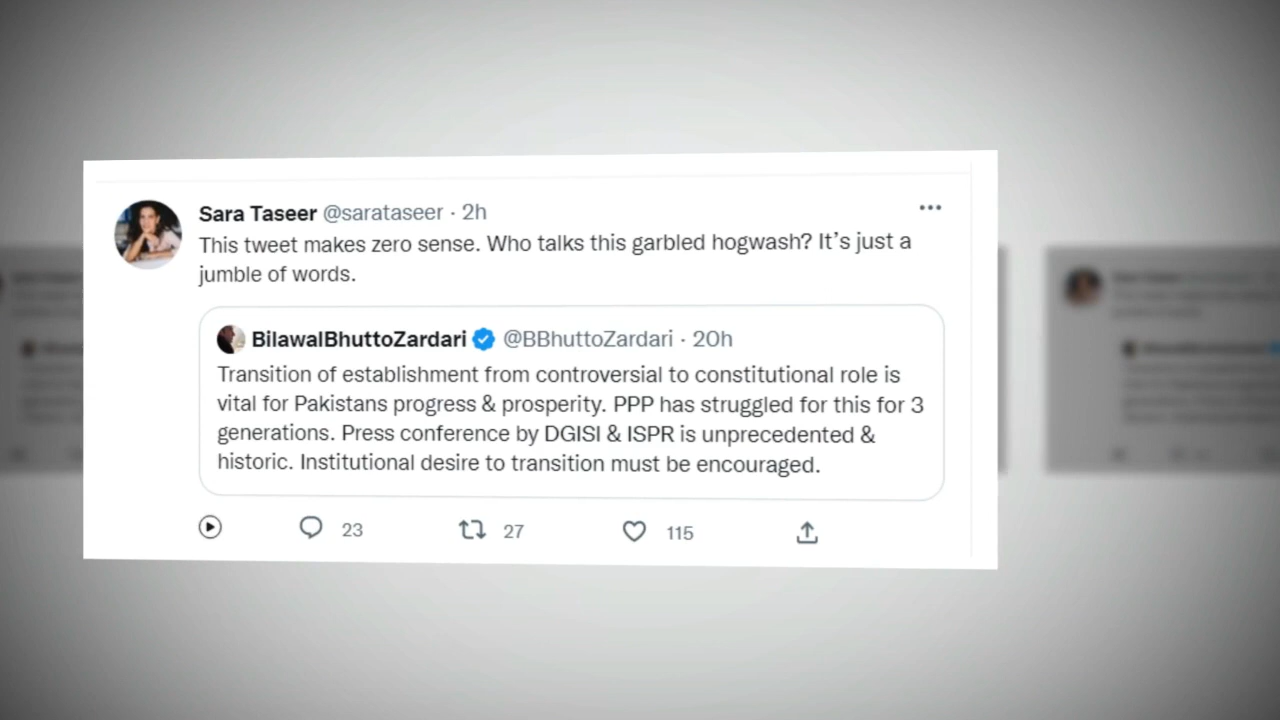 Sara Taseer @sarataseer · 2h
This tweet makes zero sense. Who talks this garbled hogwash? It's just a
jumble of words.
BilawalBhuttoZardari @BBhuttoZardari · 20h
Transition of establishment from controversial to constitutional role is
vital for Pakistans progress & prosperity. PPP has struggled for this for 3
generations. Press conference by DGISI & ISPR is unprecedented &
historic. Institutional desire to transition must be encouraged.
23 27 115